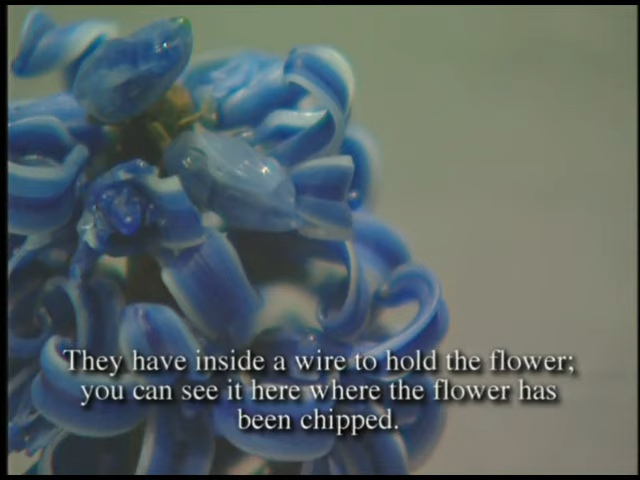 They have inside a wire to hold the flower;
you can see it here where the flower has
been chipped.